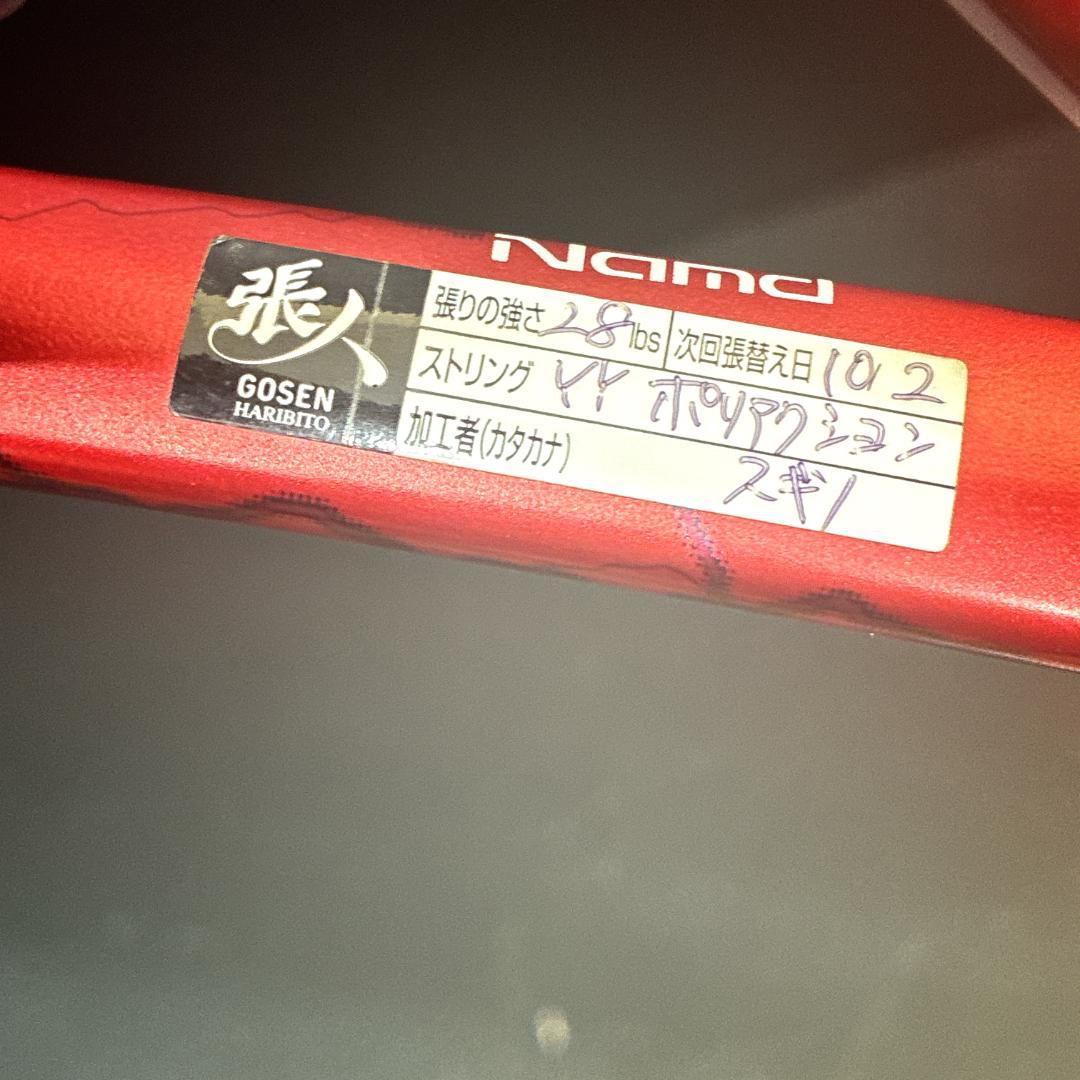 Namd
張人
GOSEN
HARIBITO
張りの強さ 28 lbs 次回張替え日 10 2
ストリング YY ポリアクション
加工者(カタカナ) スギノ